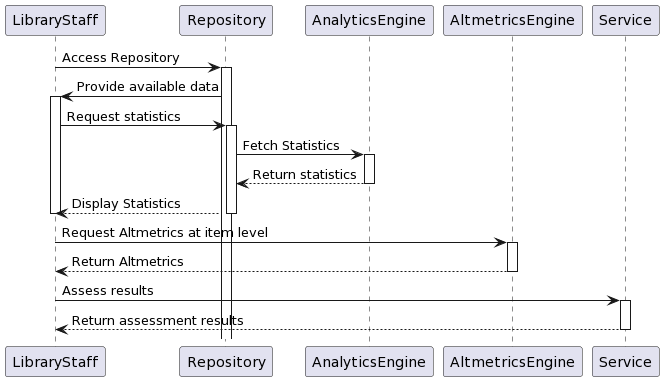 LibraryStaff Repository AnalyticsEngine AltmetricsEngine Service
Access Repository
Provide available data
Request statistics
Fetch Statistics
Return statistics
Display Statistics
Request Altmetrics at item level
Return Altmetrics
Assess results
Return assessment results
LibraryStaff Repository AnalyticsEngine AltmetricsEngine Service